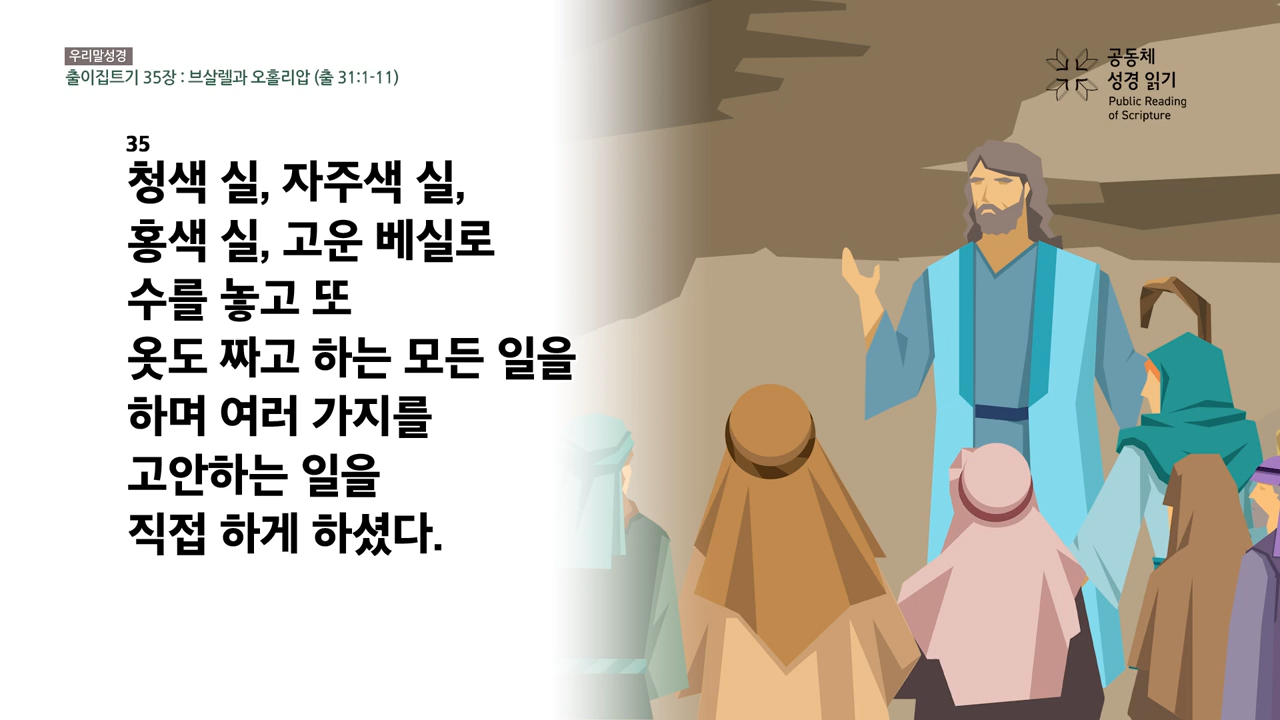 우리말성경
출이집트기 35장 : 브살렐과 오홀리압 (출 31:1-11)
공동체
성경 읽기
Public Reading
of Scripture
35
청색 실, 자주색 실,
홍색 실, 고운 베실로
수를 놓고 또
옷도 짜고 하는 모든 일을
하며 여러 가지를
고안하는 일을
직접 하게 하셨다.